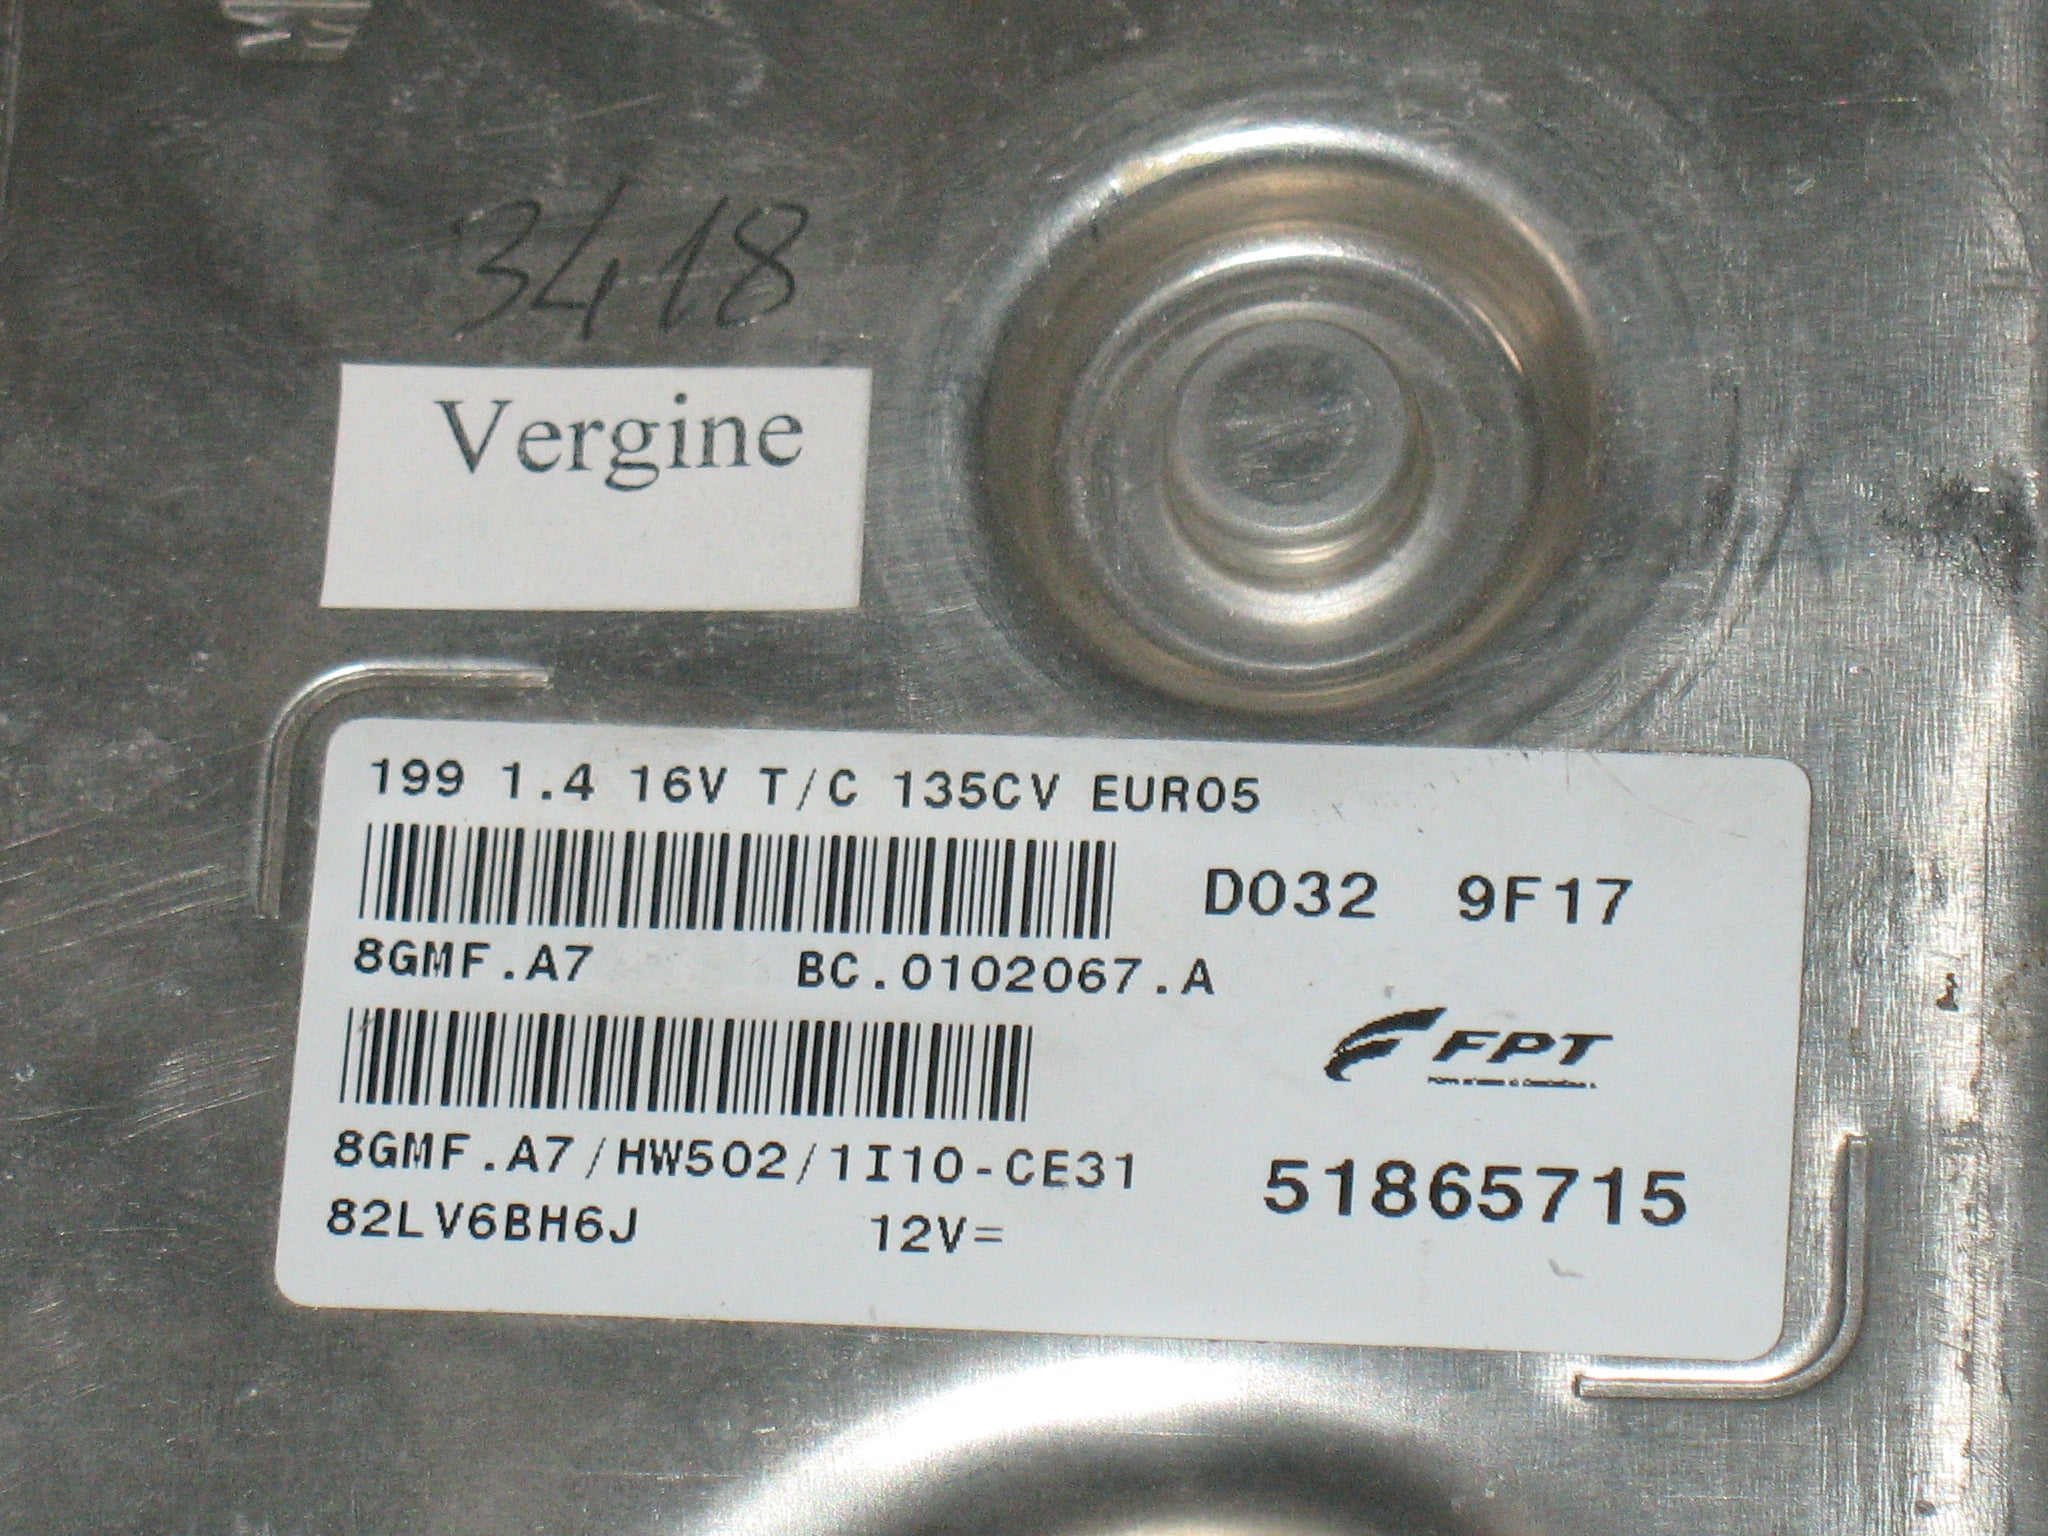 3418
Vergine
199 1.4 16V T/C 135CV EURO5
D032 9F17
8GMF.A7 BC.0102067.A
FPT
8GMF.A7/HW502/1I10-CE31
51865715
82LV6BH6J 12V=